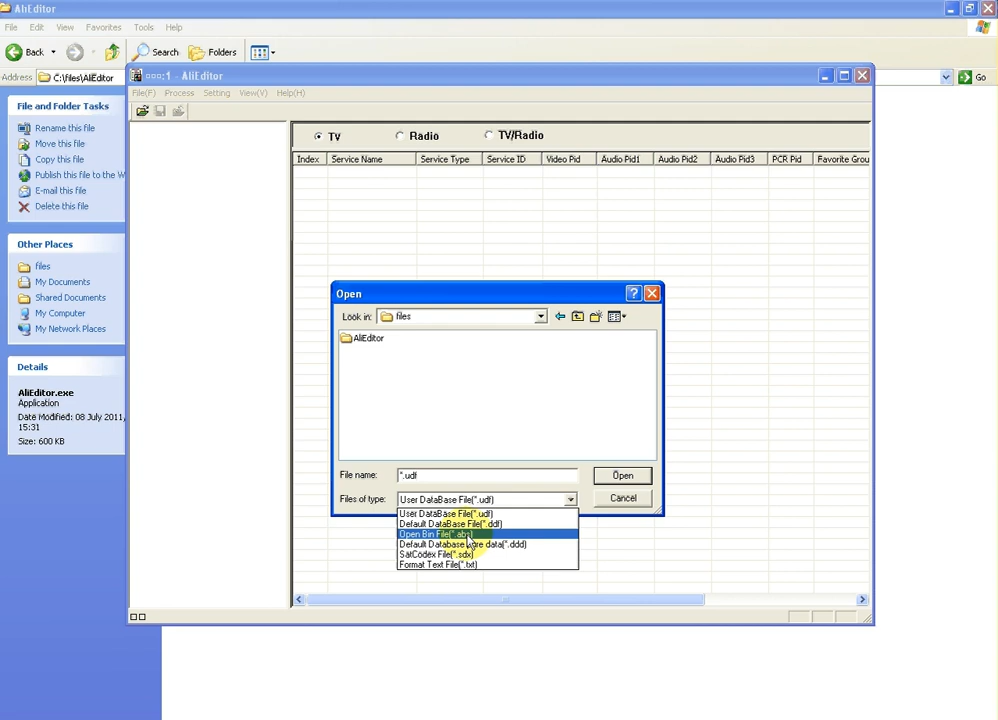 AliEditor
File Edit View Favorites Tools Help
Back Search Folders
Address C:\files\AliEditor Go
File and Folder Tasks
Rename this file
Move this file
Copy this file
Publish this file to the W
E-mail this file
Delete this file
Other Places
files
My Documents
Shared Documents
My Computer
My Network Places
Details
AliEditor.exe
Application
Date Modified: 08 July 2011,
15:31
Size: 600 KB
¤¤¤:1 - AliEditor
File(F) Process Setting View(V) Help(H)
TV Radio TV/Radio
Index Service Name Service Type Service ID Video Pid Audio Pid1 Audio Pid2 Audio Pid3 PCR Pid Favorite Grou
Open
Look in: files
AliEditor
File name: *.udf Open
Files of type: User DataBase File(*.udf) Cancel
User DataBase File(*.udf)
Default DataBase File(*.ddf)
Open Bin File(*.abs)
Default Database data(*.ddd)
SatCodex File(*.sdx)
Format Text File(*.txt)